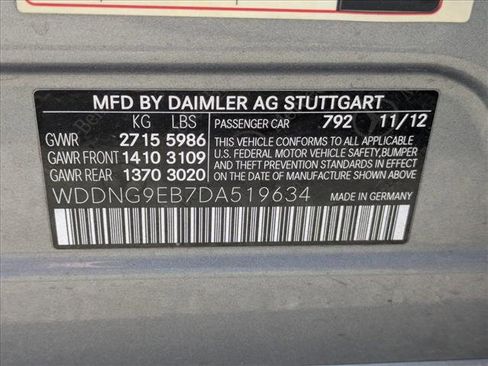 MFD BY DAIMLER AG STUTTGART
KG LBS PASSENGER CAR 792 11/12
GVWR 2715 5986
GAWR FRONT 1410 3109
GAWR REAR 1370 3020
THIS VEHICLE CONFORMS TO ALL APPLICABLE
U.S. FEDERAL MOTOR VEHICLE SAFETY, BUMPER
AND THEFT PREVENTION STANDARDS IN EFFECT ON
DATE OF MANUFACTURE SHOWN ABOVE.
WDDNG9EB7DA519634 MADE IN GERMANY